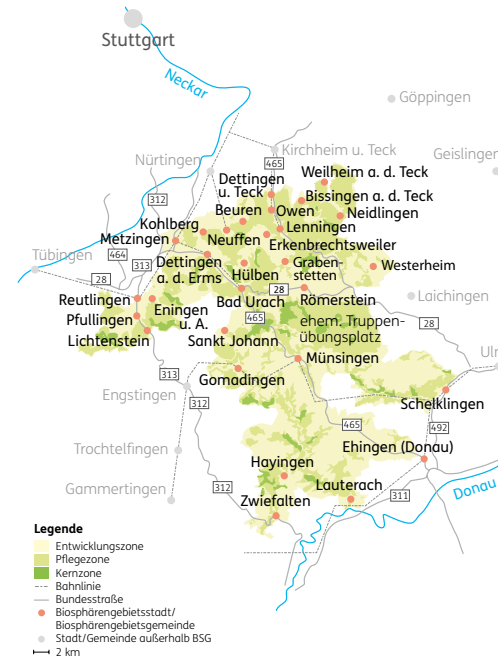 Stuttgart
Neckar
Göppingen
Kirchheim u. Teck
Geislingen
Nürtingen
465
Weilheim a. d. Teck
Dettingen
u. Teck
Bissingen a. d. Teck
312
Beuren
Owen
Neidlingen
Kohlberg
Lenningen
Metzingen
Neuffen
Erkenbrechtsweiler
464
313
Tübingen
Dettingen
a. d. Erms
Hülben
Graben-
stetten
Westerheim
28
28
Reutlingen
Eningen
u. A.
Bad Urach
Römerstein
Laichingen
Pfullingen
465
ehem. Truppen-
übungsplatz
28
Lichtenstein
Sankt Johann
Münsingen
Ulm
313
Gomadingen
Engstingen
312
Schelklingen
465
492
Trochtelfingen
Ehingen (Donau)
Hayingen
Gammertingen
312
Lauterach
311
Donau
Zwiefalten
Legende
Entwicklungszone
Pflegezone
Kernzone
Bahnlinie
Bundesstraße
Biosphärengebietsstadt/
Biosphärengebietsgemeinde
Stadt/Gemeinde außerhalb BSG
2 km